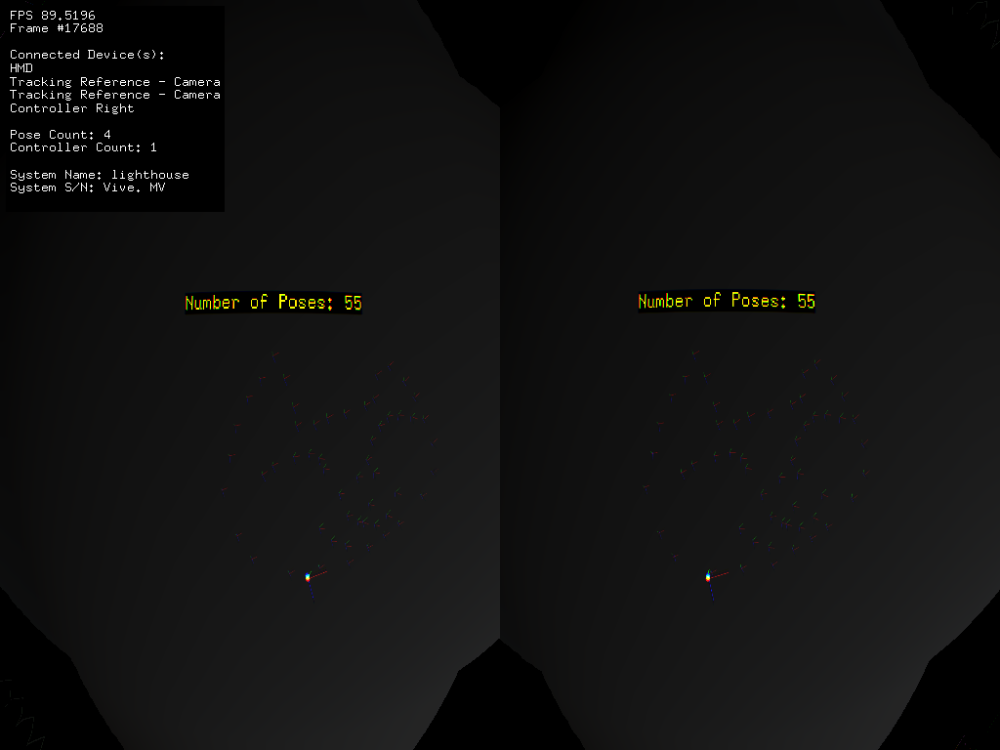 FPS 89.5196
Frame #17688
Connected Device(s):
HMD
Tracking Reference - Camera
Tracking Reference - Camera
Controller Right
Pose Count: 4
Controller Count: 1
System Name: lighthouse
System S/N: Vive. MV
Number of Poses: 55
Number of Poses: 55